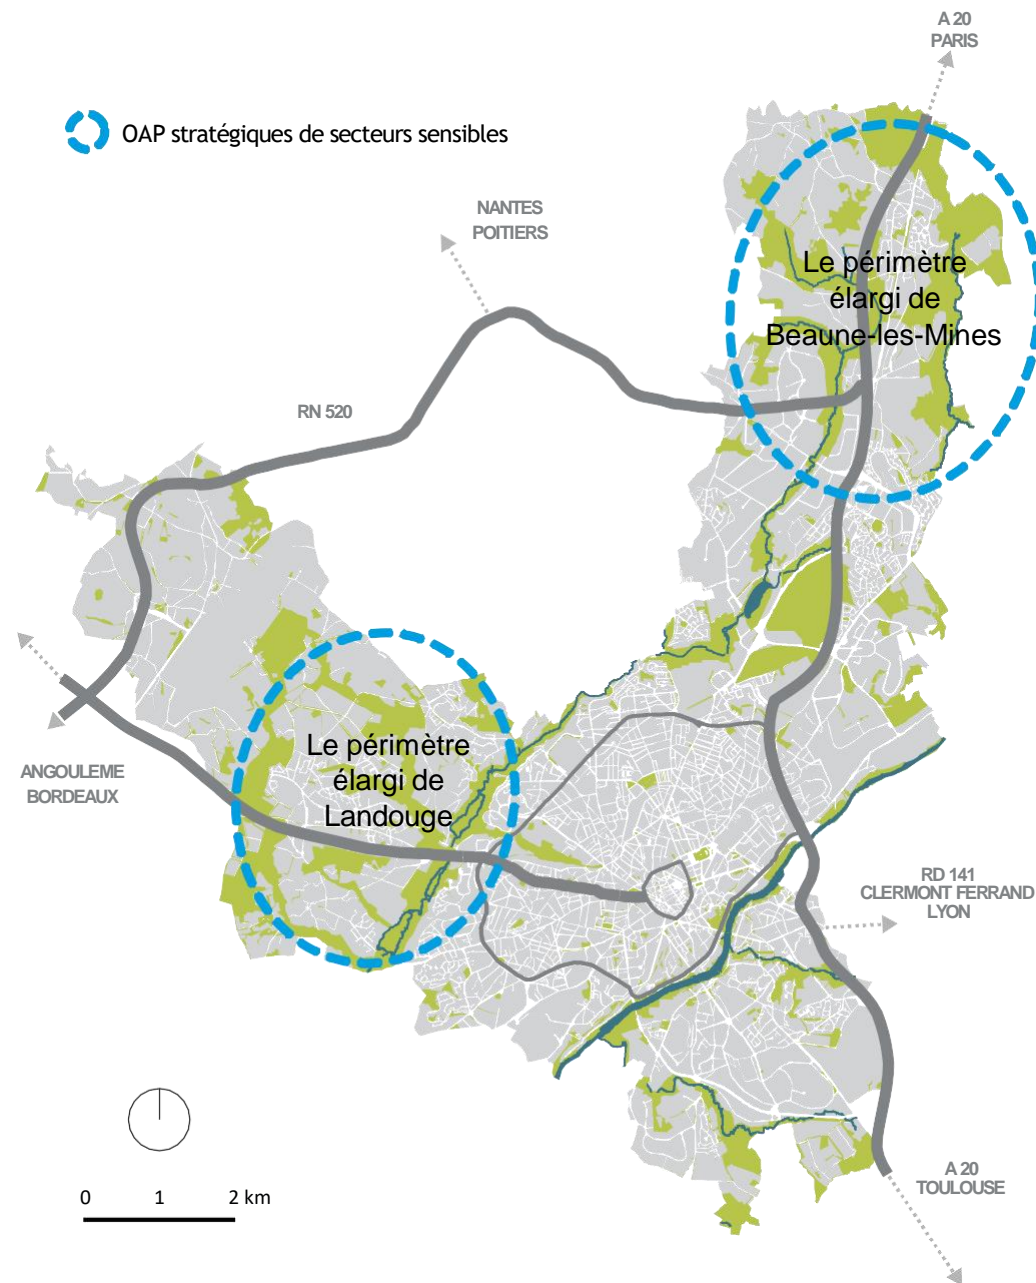 A 20
PARIS
OAP stratégiques de secteurs sensibles
NANTES
POITIERS
Le périmètre
élargi de
Beaune-les-Mines
RN 520
Le périmètre
élargi de
Landouge
ANGOULEME
BORDEAUX
RD 141
CLERMONT FERRAND
LYON
A 20
TOULOUSE
0 1 2 km